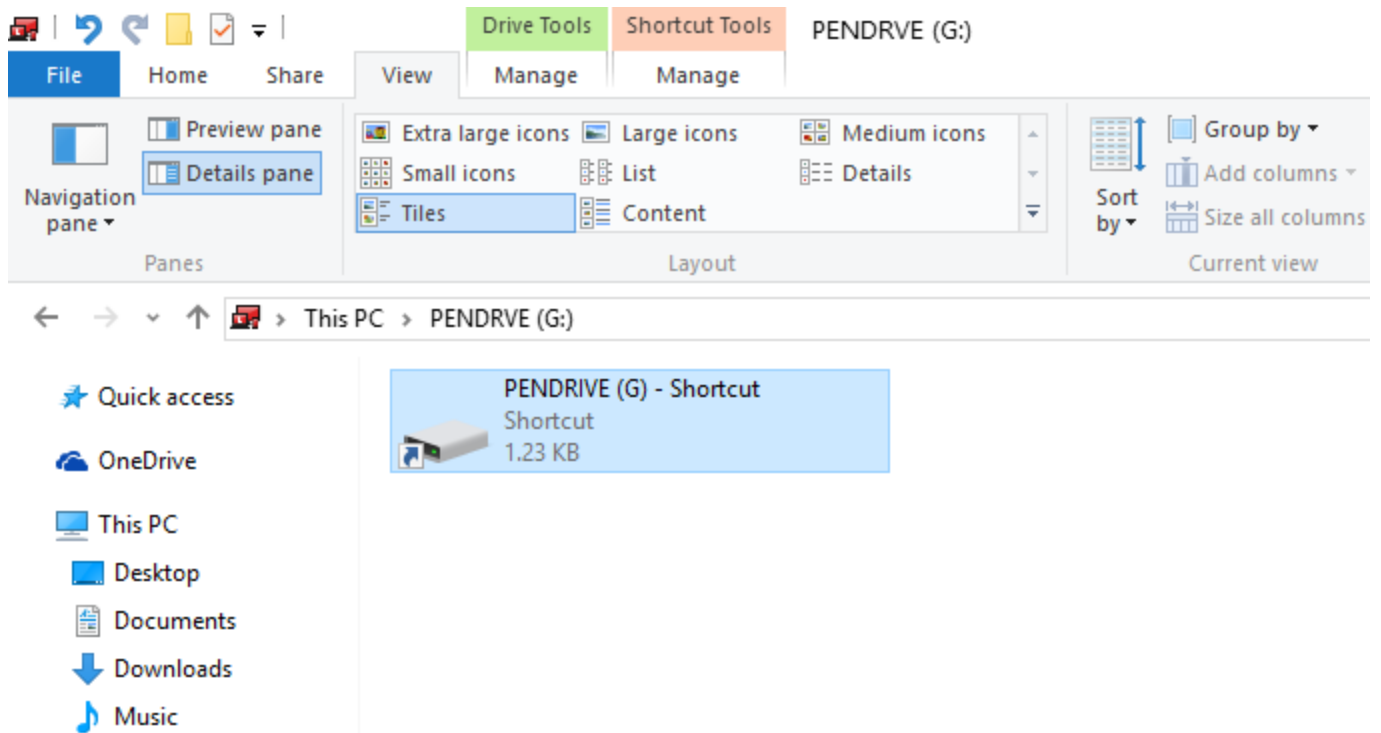 Drive Tools Shortcut Tools PENDRVE (G:)
File Home Share View Manage Manage
Preview pane
Details pane
Navigation
pane
Panes
Extra large icons Large icons Medium icons
Small icons List Details
Tiles Content
Layout
Sort
by
Group by
Add columns
Size all columns
Current view
This PC > PENDRVE (G:)
Quick access
OneDrive
This PC
Desktop
Documents
Downloads
Music
PENDRIVE (G) - Shortcut
Shortcut
1.23 KB